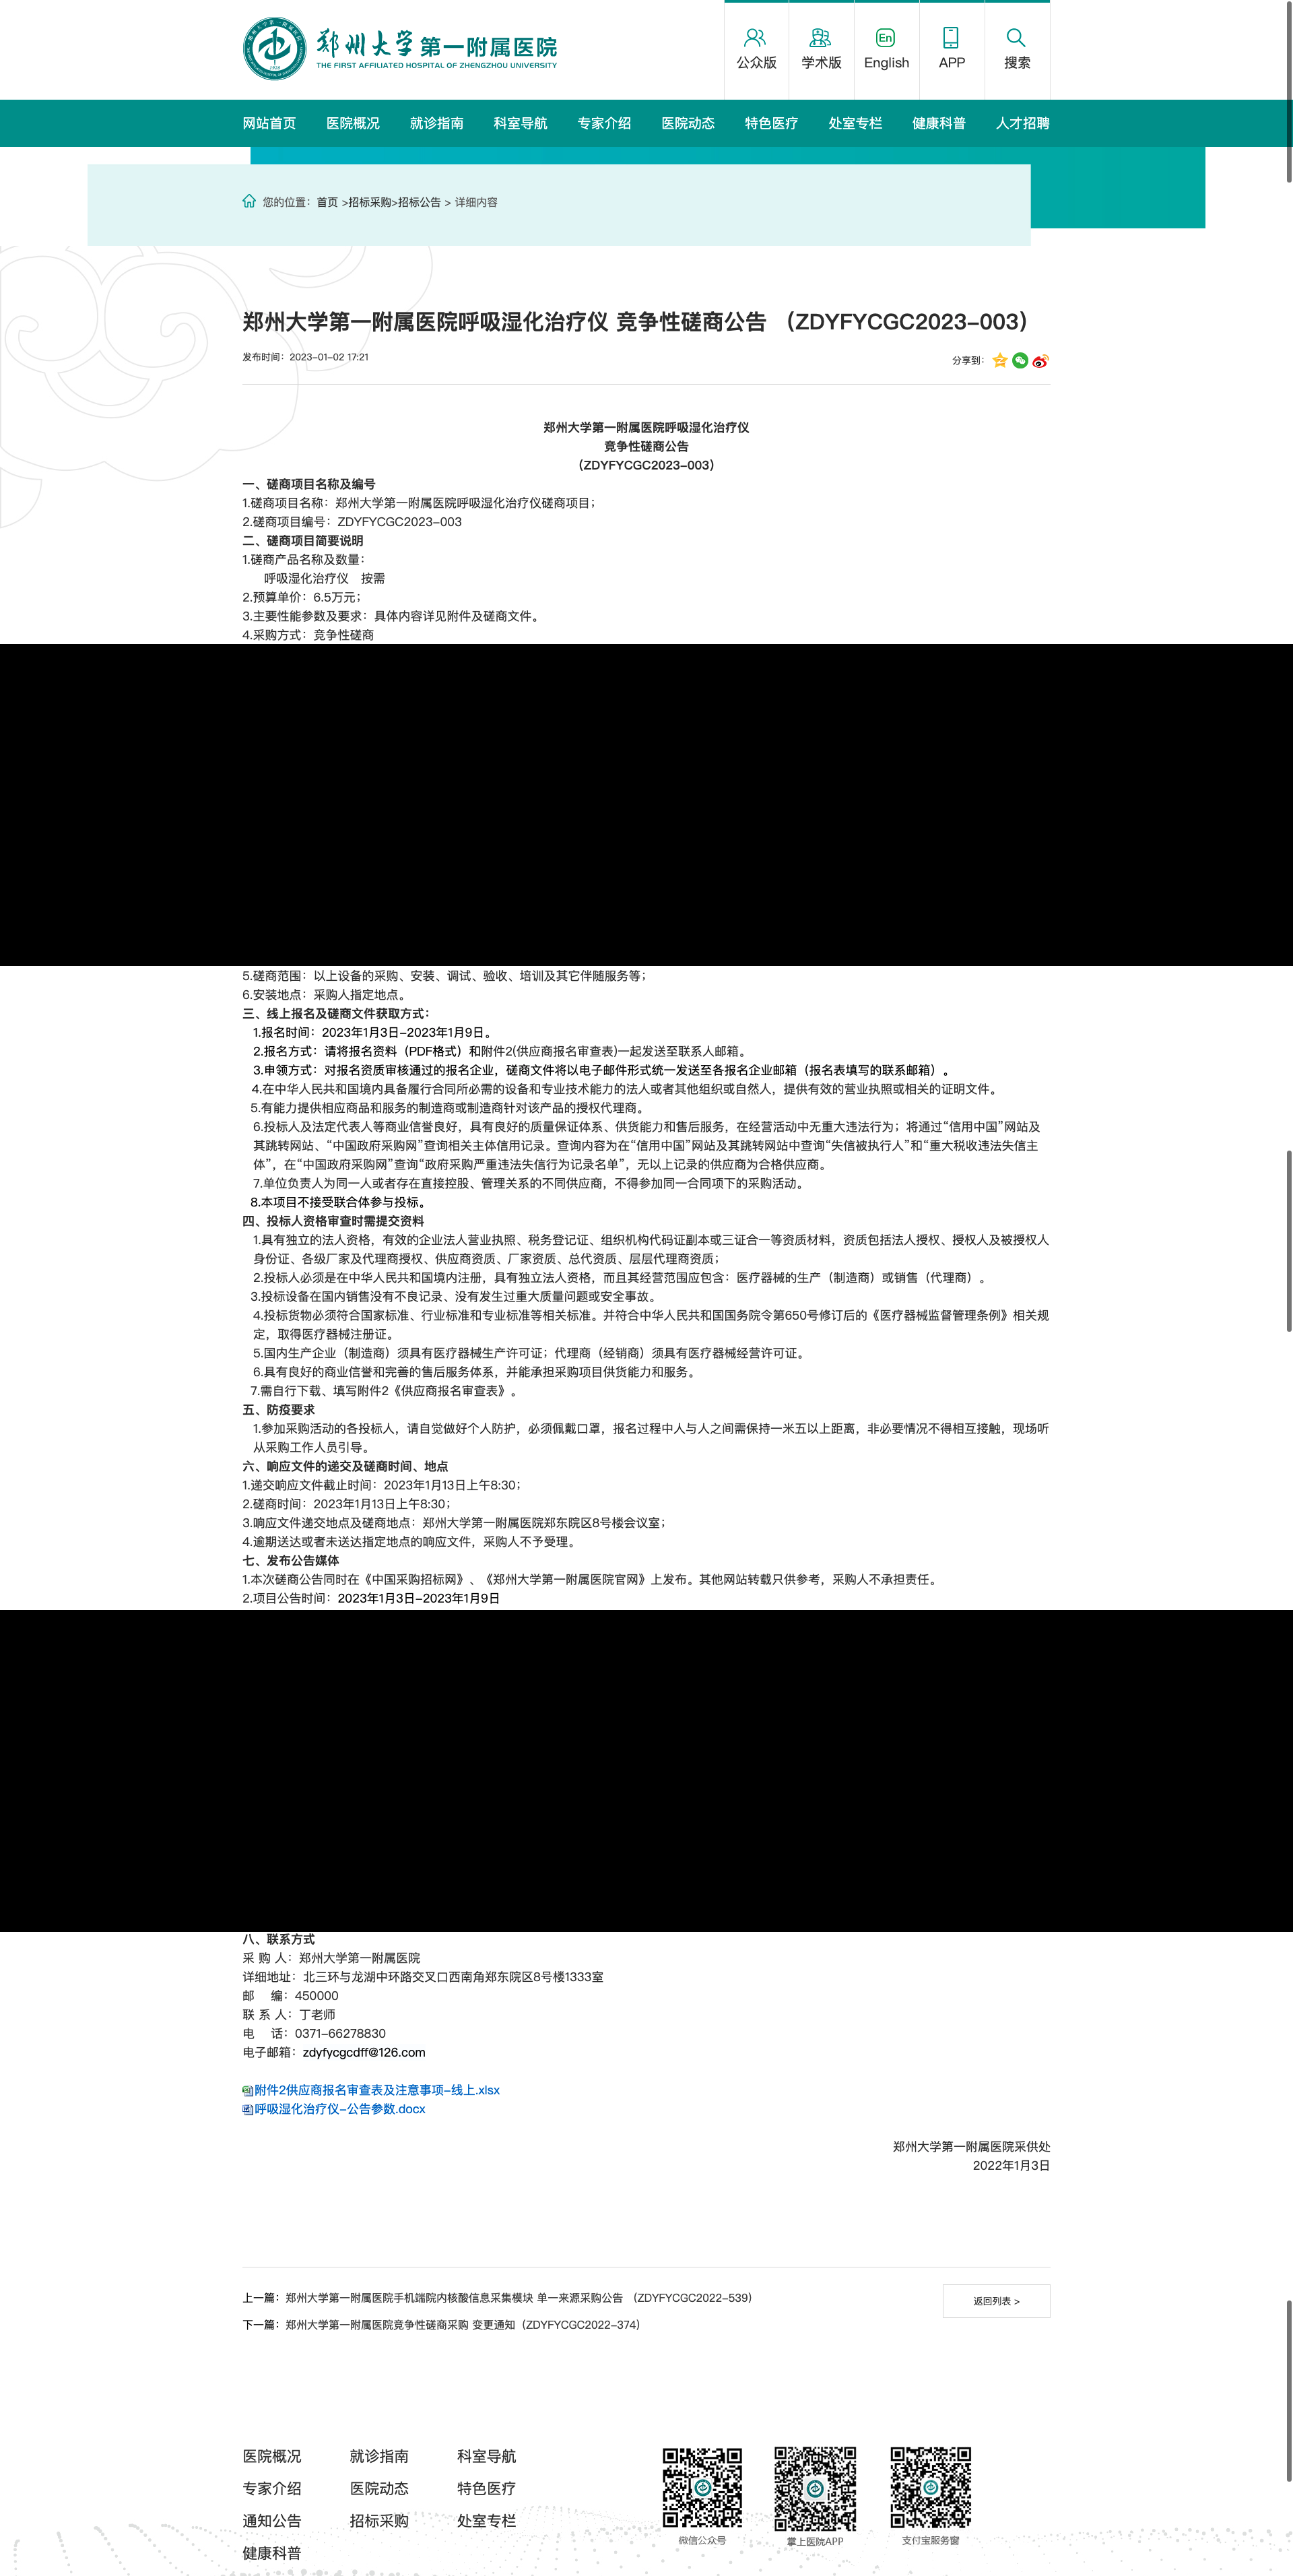 郑州大学第一附属医院
THE FIRST AFFILIATED HOSPITAL OF ZHENGZHOU UNIVERSITY
公众版
学术版
En
English
APP
搜索
网站首页 医院概况 就诊指南 科室导航 专家介绍 医院动态 特色医疗 处室专栏 健康科普 人才招聘
您的位置：首页 >招标采购>招标公告 > 详细内容
郑州大学第一附属医院呼吸湿化治疗仪 竞争性磋商公告 （ZDYFYCGC2023-003）
发布时间：2023-01-02 17:21
分享到：
郑州大学第一附属医院呼吸湿化治疗仪
竞争性磋商公告
（ZDYFYCGC2023-003）
一、磋商项目名称及编号
1.磋商项目名称：郑州大学第一附属医院呼吸湿化治疗仪磋商项目；
2.磋商项目编号：ZDYFYCGC2023-003
二、磋商项目简要说明
1.磋商产品名称及数量：
呼吸湿化治疗仪 按需
2.预算单价：6.5万元；
3.主要性能参数及要求：具体内容详见附件及磋商文件。
4.采购方式：竞争性磋商
5.磋商范围：以上设备的采购、安装、调试、验收、培训及其它伴随服务等；
6.安装地点：采购人指定地点。
三、线上报名及磋商文件获取方式：
1.报名时间：2023年1月3日-2023年1月9日。
2.报名方式：请将报名资料（PDF格式）和附件2(供应商报名审查表)一起发送至联系人邮箱。
3.申领方式：对报名资质审核通过的报名企业，磋商文件将以电子邮件形式统一发送至各报名企业邮箱（报名表填写的联系邮箱）。
4.在中华人民共和国境内具备履行合同所必需的设备和专业技术能力的法人或者其他组织或自然人，提供有效的营业执照或相关的证明文件。
5.有能力提供相应商品和服务的制造商或制造商针对该产品的授权代理商。
6.投标人及法定代表人等商业信誉良好，具有良好的质量保证体系、供货能力和售后服务，在经营活动中无重大违法行为；将通过“信用中国”网站及
其跳转网站、“中国政府采购网”查询相关主体信用记录。查询内容为在“信用中国”网站及其跳转网站中查询“失信被执行人”和“重大税收违法失信主
体”，在“中国政府采购网”查询“政府采购严重违法失信行为记录名单”，无以上记录的供应商为合格供应商。
7.单位负责人为同一人或者存在直接控股、管理关系的不同供应商，不得参加同一合同项下的采购活动。
8.本项目不接受联合体参与投标。
四、投标人资格审查时需提交资料
1.具有独立的法人资格，有效的企业法人营业执照、税务登记证、组织机构代码证副本或三证合一等资质材料，资质包括法人授权、授权人及被授权人
身份证、各级厂家及代理商授权、供应商资质、厂家资质、总代资质、层层代理商资质；
2.投标人必须是在中华人民共和国境内注册，具有独立法人资格，而且其经营范围应包含：医疗器械的生产（制造商）或销售（代理商）。
3.投标设备在国内销售没有不良记录、没有发生过重大质量问题或安全事故。
4.投标货物必须符合国家标准、行业标准和专业标准等相关标准。并符合中华人民共和国国务院令第650号修订后的《医疗器械监督管理条例》相关规
定，取得医疗器械注册证。
5.国内生产企业（制造商）须具有医疗器械生产许可证；代理商（经销商）须具有医疗器械经营许可证。
6.具有良好的商业信誉和完善的售后服务体系，并能承担采购项目供货能力和服务。
7.需自行下载、填写附件2《供应商报名审查表》。
五、防疫要求
1.参加采购活动的各投标人，请自觉做好个人防护，必须佩戴口罩，报名过程中人与人之间需保持一米五以上距离，非必要情况不得相互接触，现场听
从采购工作人员引导。
六、响应文件的递交及磋商时间、地点
1.递交响应文件截止时间：2023年1月13日上午8:30；
2.磋商时间：2023年1月13日上午8:30；
3.响应文件递交地点及磋商地点：郑州大学第一附属医院郑东院区8号楼会议室；
4.逾期送达或者未送达指定地点的响应文件，采购人不予受理。
七、发布公告媒体
1.本次磋商公告同时在《中国采购招标网》、《郑州大学第一附属医院官网》上发布。其他网站转载只供参考，采购人不承担责任。
2.项目公告时间：2023年1月3日-2023年1月9日
八、联系方式
采 购 人：郑州大学第一附属医院
详细地址：北三环与龙湖中环路交叉口西南角郑东院区8号楼1333室
邮 编：450000
联 系 人：丁老师
电 话：0371-66278830
电子邮箱：zdyfycgcdff@126.com
附件2供应商报名审查表及注意事项-线上.xlsx
呼吸湿化治疗仪-公告参数.docx
郑州大学第一附属医院采供处
2022年1月3日
上一篇：郑州大学第一附属医院手机端院内核酸信息采集模块 单一来源采购公告 （ZDYFYCGC2022-539）
返回列表 >
下一篇：郑州大学第一附属医院竞争性磋商采购 变更通知（ZDYFYCGC2022-374）
医院概况 就诊指南 科室导航
专家介绍 医院动态 特色医疗
通知公告 招标采购 处室专栏
健康科普
微信公众号 掌上医院APP 支付宝服务窗